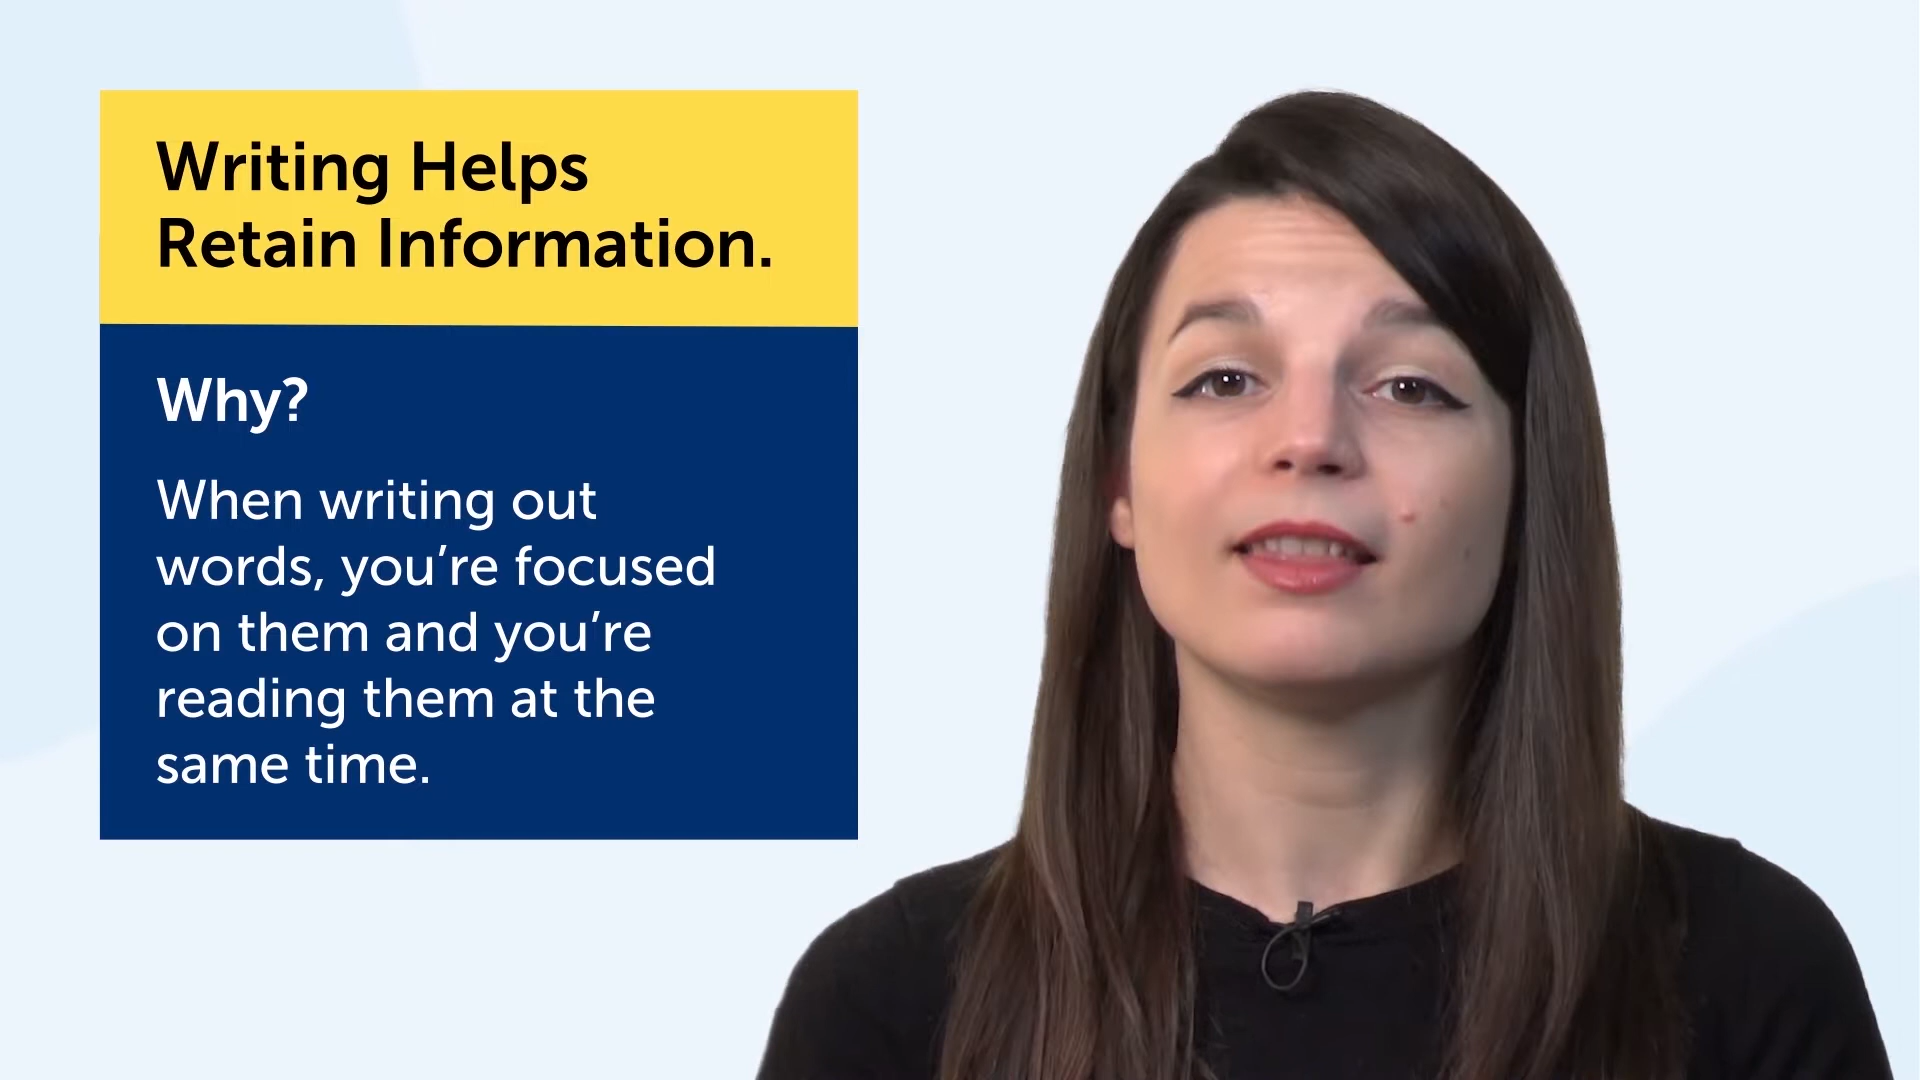 Writing Helps
Retain Information.
Why?
When writing out
words, you’re focused
on them and you’re
reading them at the
same time.